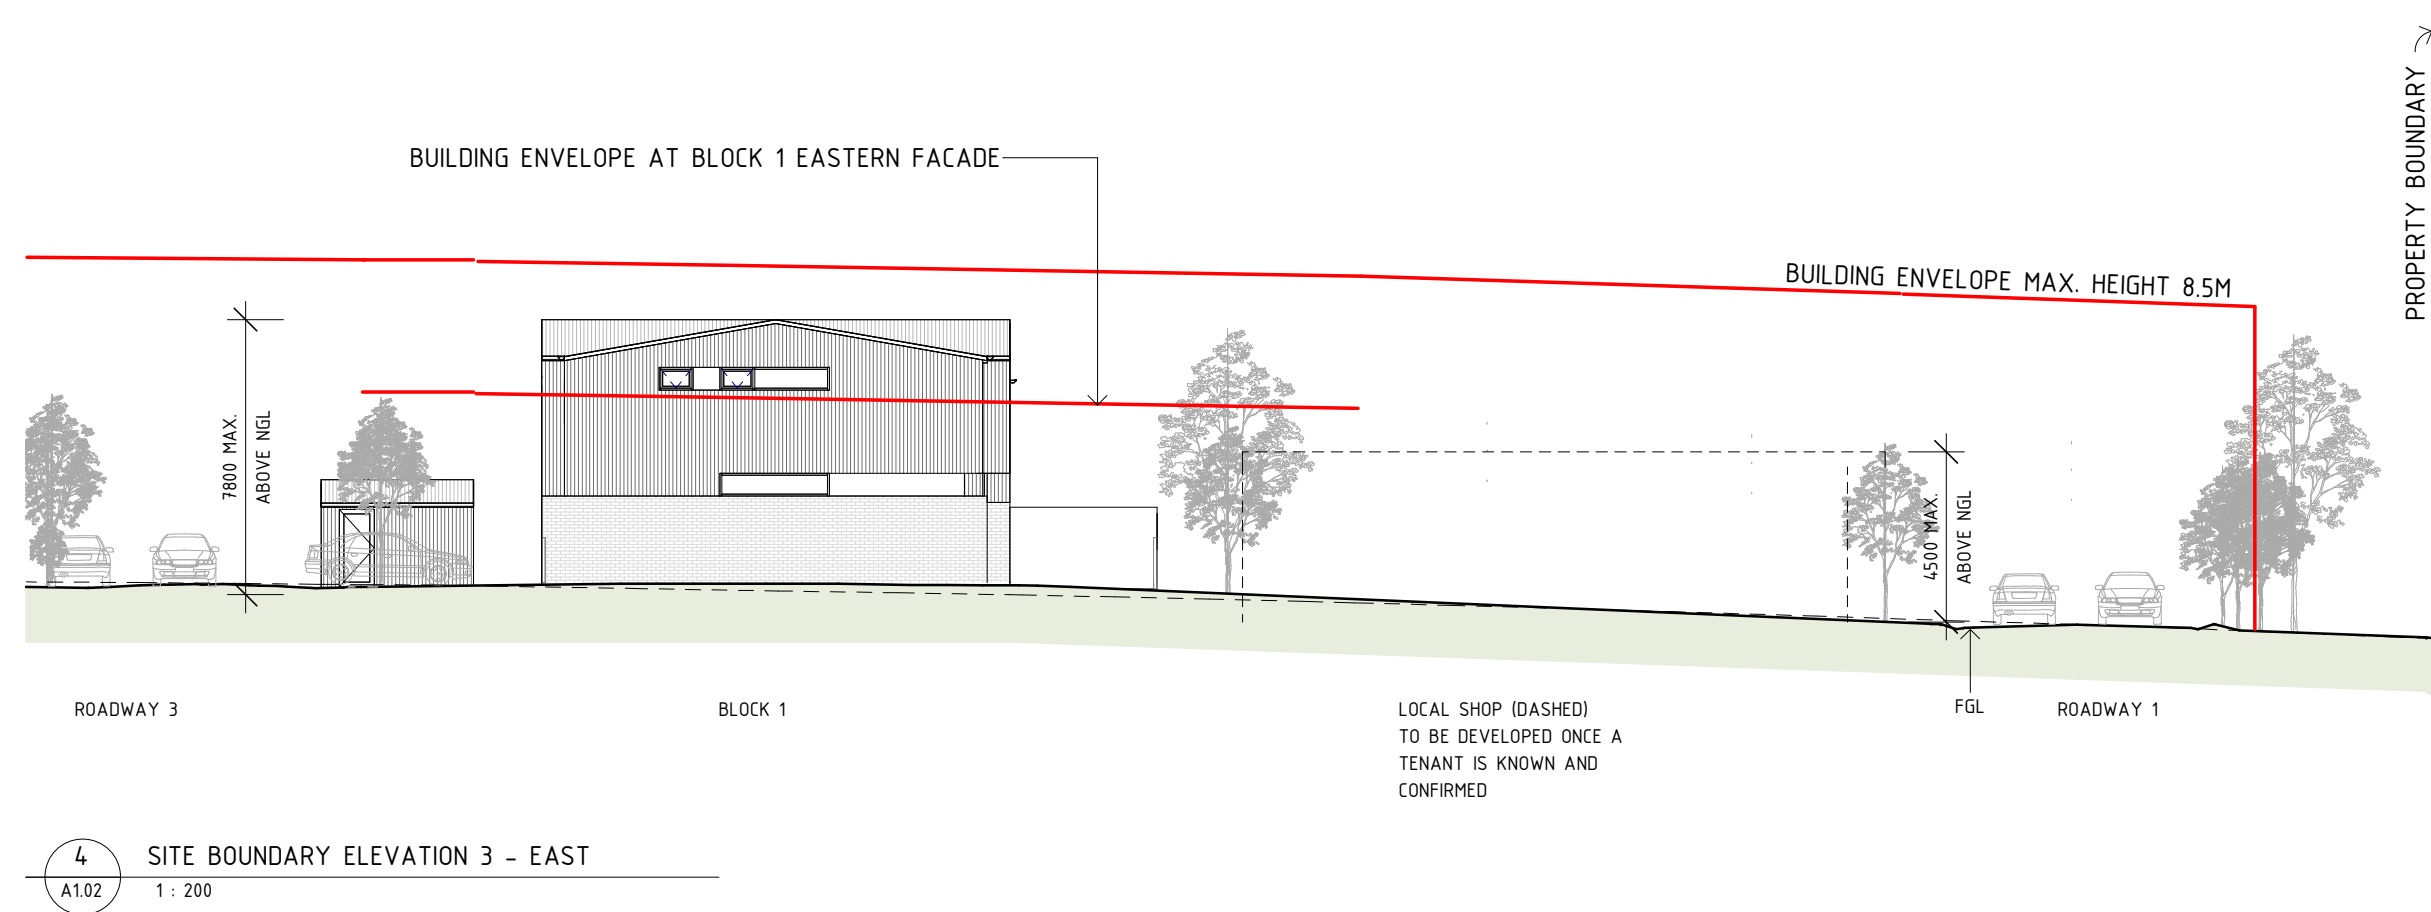 PROPERTY BOUNDARY
BUILDING ENVELOPE AT BLOCK 1 EASTERN FACADE
BUILDING ENVELOPE MAX. HEIGHT 8.5M
7800 MAX.
ABOVE NGL
4500 MAX.
ABOVE NGL
ROADWAY 3
BLOCK 1
LOCAL SHOP (DASHED)
TO BE DEVELOPED ONCE A
TENANT IS KNOWN AND
CONFIRMED
FGL
ROADWAY 1
4
SITE BOUNDARY ELEVATION 3 - EAST
A1.02
1 : 200